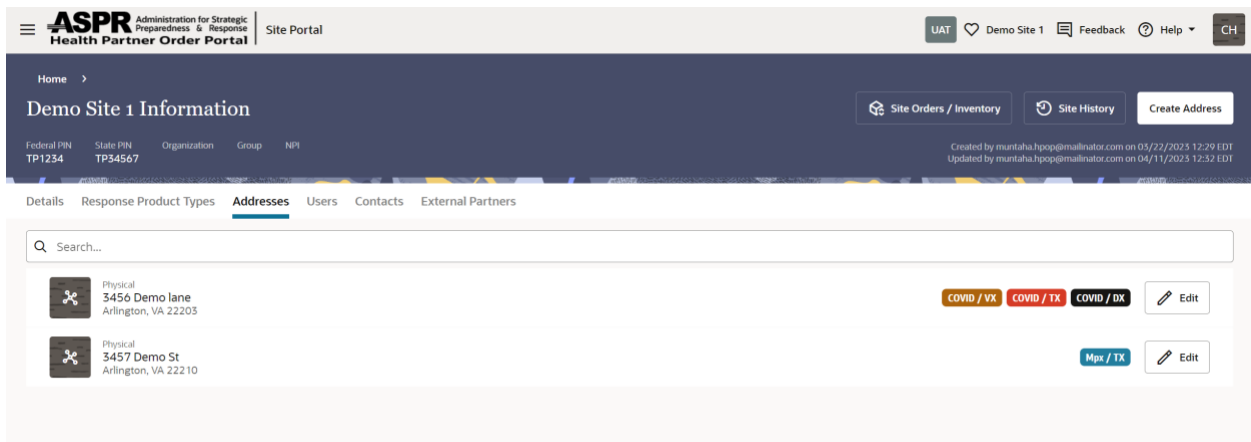 ASPR Administration for Strategic
Preparedness & Response
Health Partner Order Portal
Site Portal
UAT
Demo Site 1
Feedback
Help
CH
Home >
Demo Site 1 Information
Site Orders / Inventory
Site History
Create Address
Federal PIN State PIN Organization Group NPI
TP1234 TP34567
Created by muntaha.hpop@mailinator.com on 03/22/2023 12:29 EDT
Updated by muntaha.hpop@mailinator.com on 04/11/2023 12:32 EDT
Details Response Product Types Addresses Users Contacts External Partners
Search...
Physical
3456 Demo lane
Arlington, VA 22203
COVID / VX COVID / TX COVID / DX Edit
Physical
3457 Demo St
Arlington, VA 22210
Mpx / TX Edit